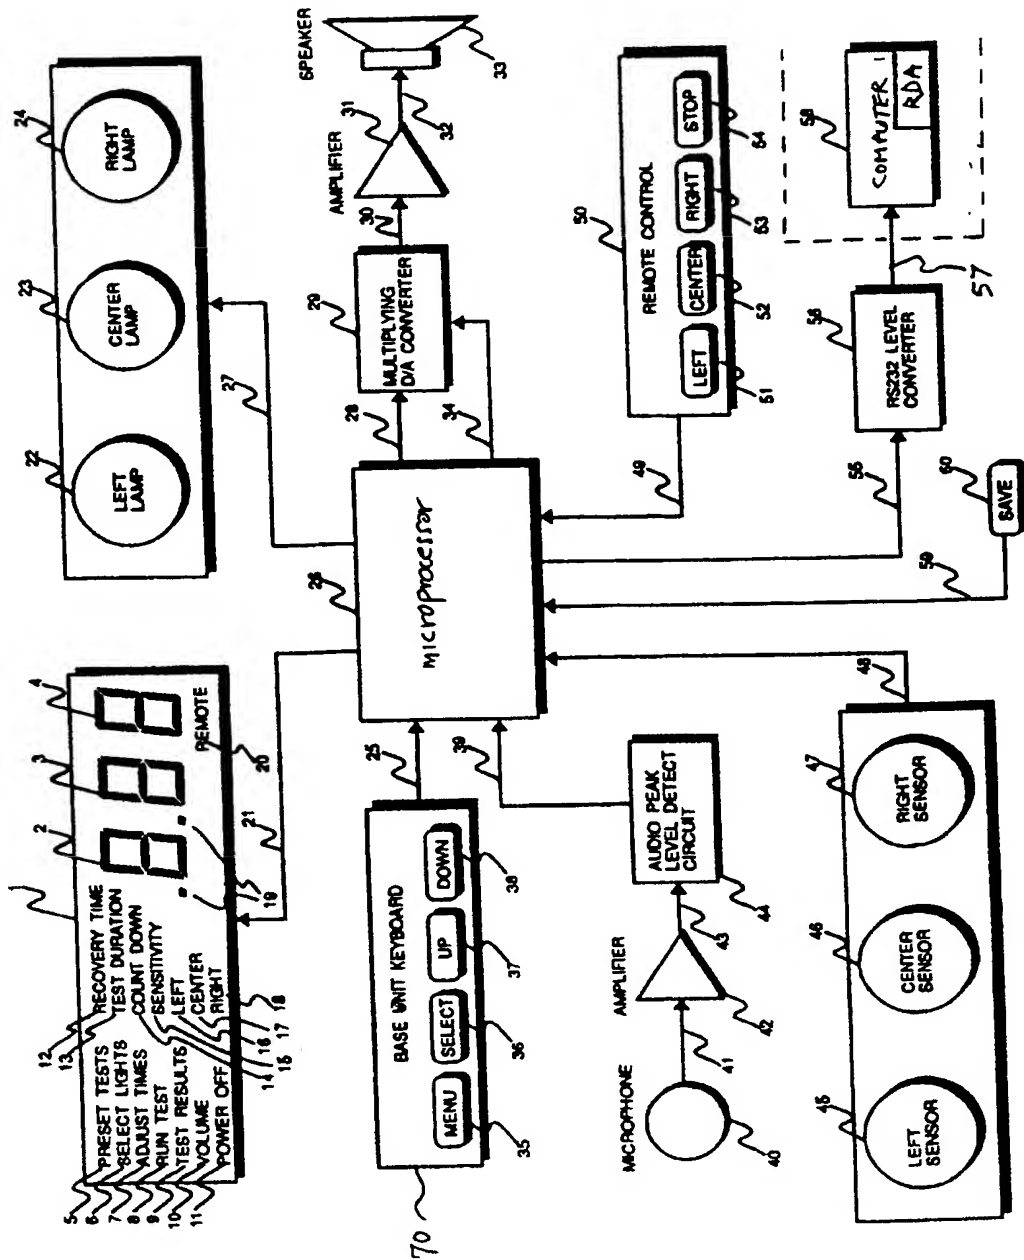 1
2
3
4
5
6
7
8
9
10
11
PRESET TESTS
SELECT LIGHTS
ADJUST TIMES
RUN TEST
TEST RESULTS
VOLUME
POWER OFF
12
13
RECOVERY TIME
TEST DURATION
COUNT DOWN
SENSITIVITY
LEFT
CENTER
RIGHT
14
15
16
17
18
19
REMOTE
20
21
22
LEFT
LAMP
23
CENTER
LAMP
24
RIGHT
LAMP
27
70
BASE UNIT KEYBOARD
MENU
SELECT
UP
DOWN
35
36
37
38
25
26
MICROPROCESSOR
28
29
MULTIPLYING
D/A CONVERTER
30
AMPLIFIER
31
32
SPEAKER
33
34
39
MICROPHONE
40
41
AMPLIFIER
42
43
AUDIO PEAK
LEVEL DETECT
CIRCUIT
44
49
50
REMOTE CONTROL
LEFT
CENTER
RIGHT
STOP
51
52
53
54
45
LEFT
SENSOR
46
CENTER
SENSOR
47
RIGHT
SENSOR
48
55
56
RS232 LEVEL
CONVERTER
57
58
COMPUTER
RDA
59
60
SAVE